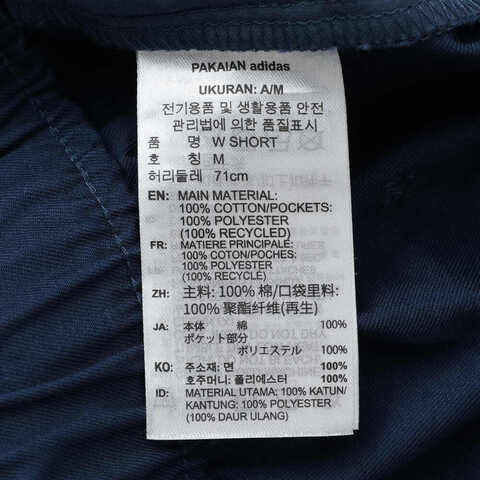 PAKAIAN adidas
UKURAN: A/M
전기용품 및 생활용품 안전
관리법에 의한 품질표시
품 명 W SHORT
호 칭 M
허리둘레 71cm
EN: MAIN MATERIAL:
100% COTTON/POCKETS:
100% POLYESTER
(100% RECYCLED)
FR: MATIERE PRINCIPALE:
100% COTON/POCHES:
100% POLYESTER
(100% RECYCLE)
ZH: 主料: 100% 棉/口袋里料:
100% 聚酯纤维(再生)
JA: 本体 綿 100%
ポケット部分
ポリエステル 100%
KO: 주소재: 면 100%
호주머니: 폴리에스터 100%
ID: MATERIAL UTAMA: 100% KATUN/
KANTUNG: 100% POLYESTER
(100% DAUR ULANG)